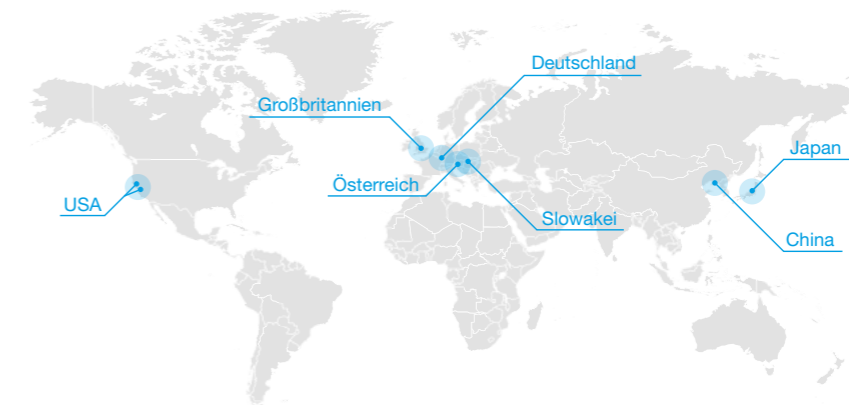 Deutschland
Großbritannien
Japan
Österreich
USA
Slowakei
China